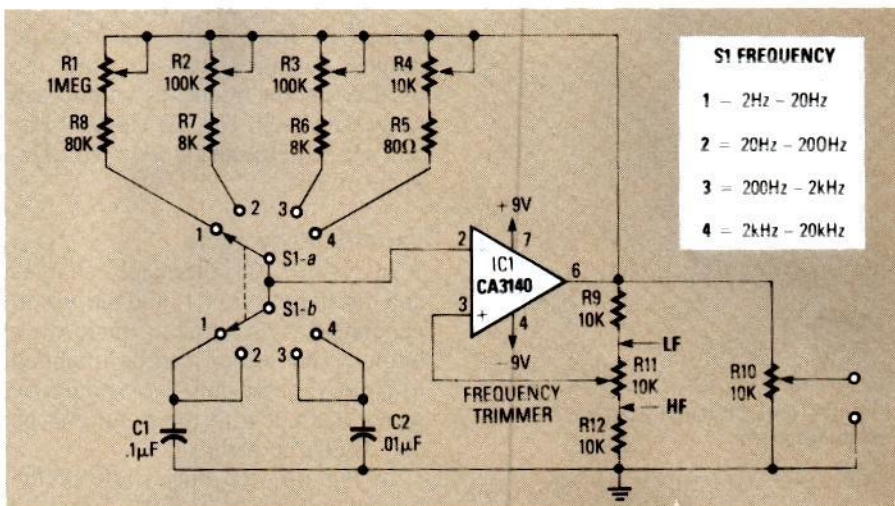 R1
1MEG
R2
100K
R3
100K
R4
10K
R8
80K
R7
8K
R6
8K
R5
80Ω
S1 FREQUENCY
1 – 2Hz – 20Hz
2 = 20Hz – 200Hz
3 = 200Hz – 2kHz
4 = 2kHz – 20kHz
1
2
3
4
S1-a
S1-b
1
2
3
4
+9V
2
7
IC1
CA3140
6
3
+
4
–9V
FREQUENCY
TRIMMER
R9
10K
LF
R11
10K
HF
R12
10K
R10
10K
C1
.1µF
C2
.01µF